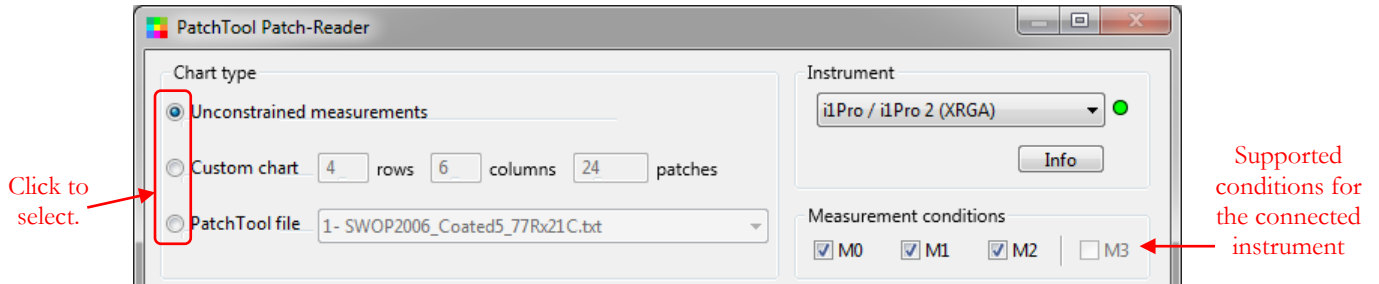 PatchTool Patch-Reader
Chart type
Unconstrained measurements
Custom chart 4 rows 6 columns 24 patches
PatchTool file 1- SWOP2006_Coated5_77Rx21C.txt
Instrument
i1Pro / i1Pro 2 (XRGA)
Info
Measurement conditions
M0 M1 M2 M3
Click to
select.
Supported
conditions for
the connected
instrument